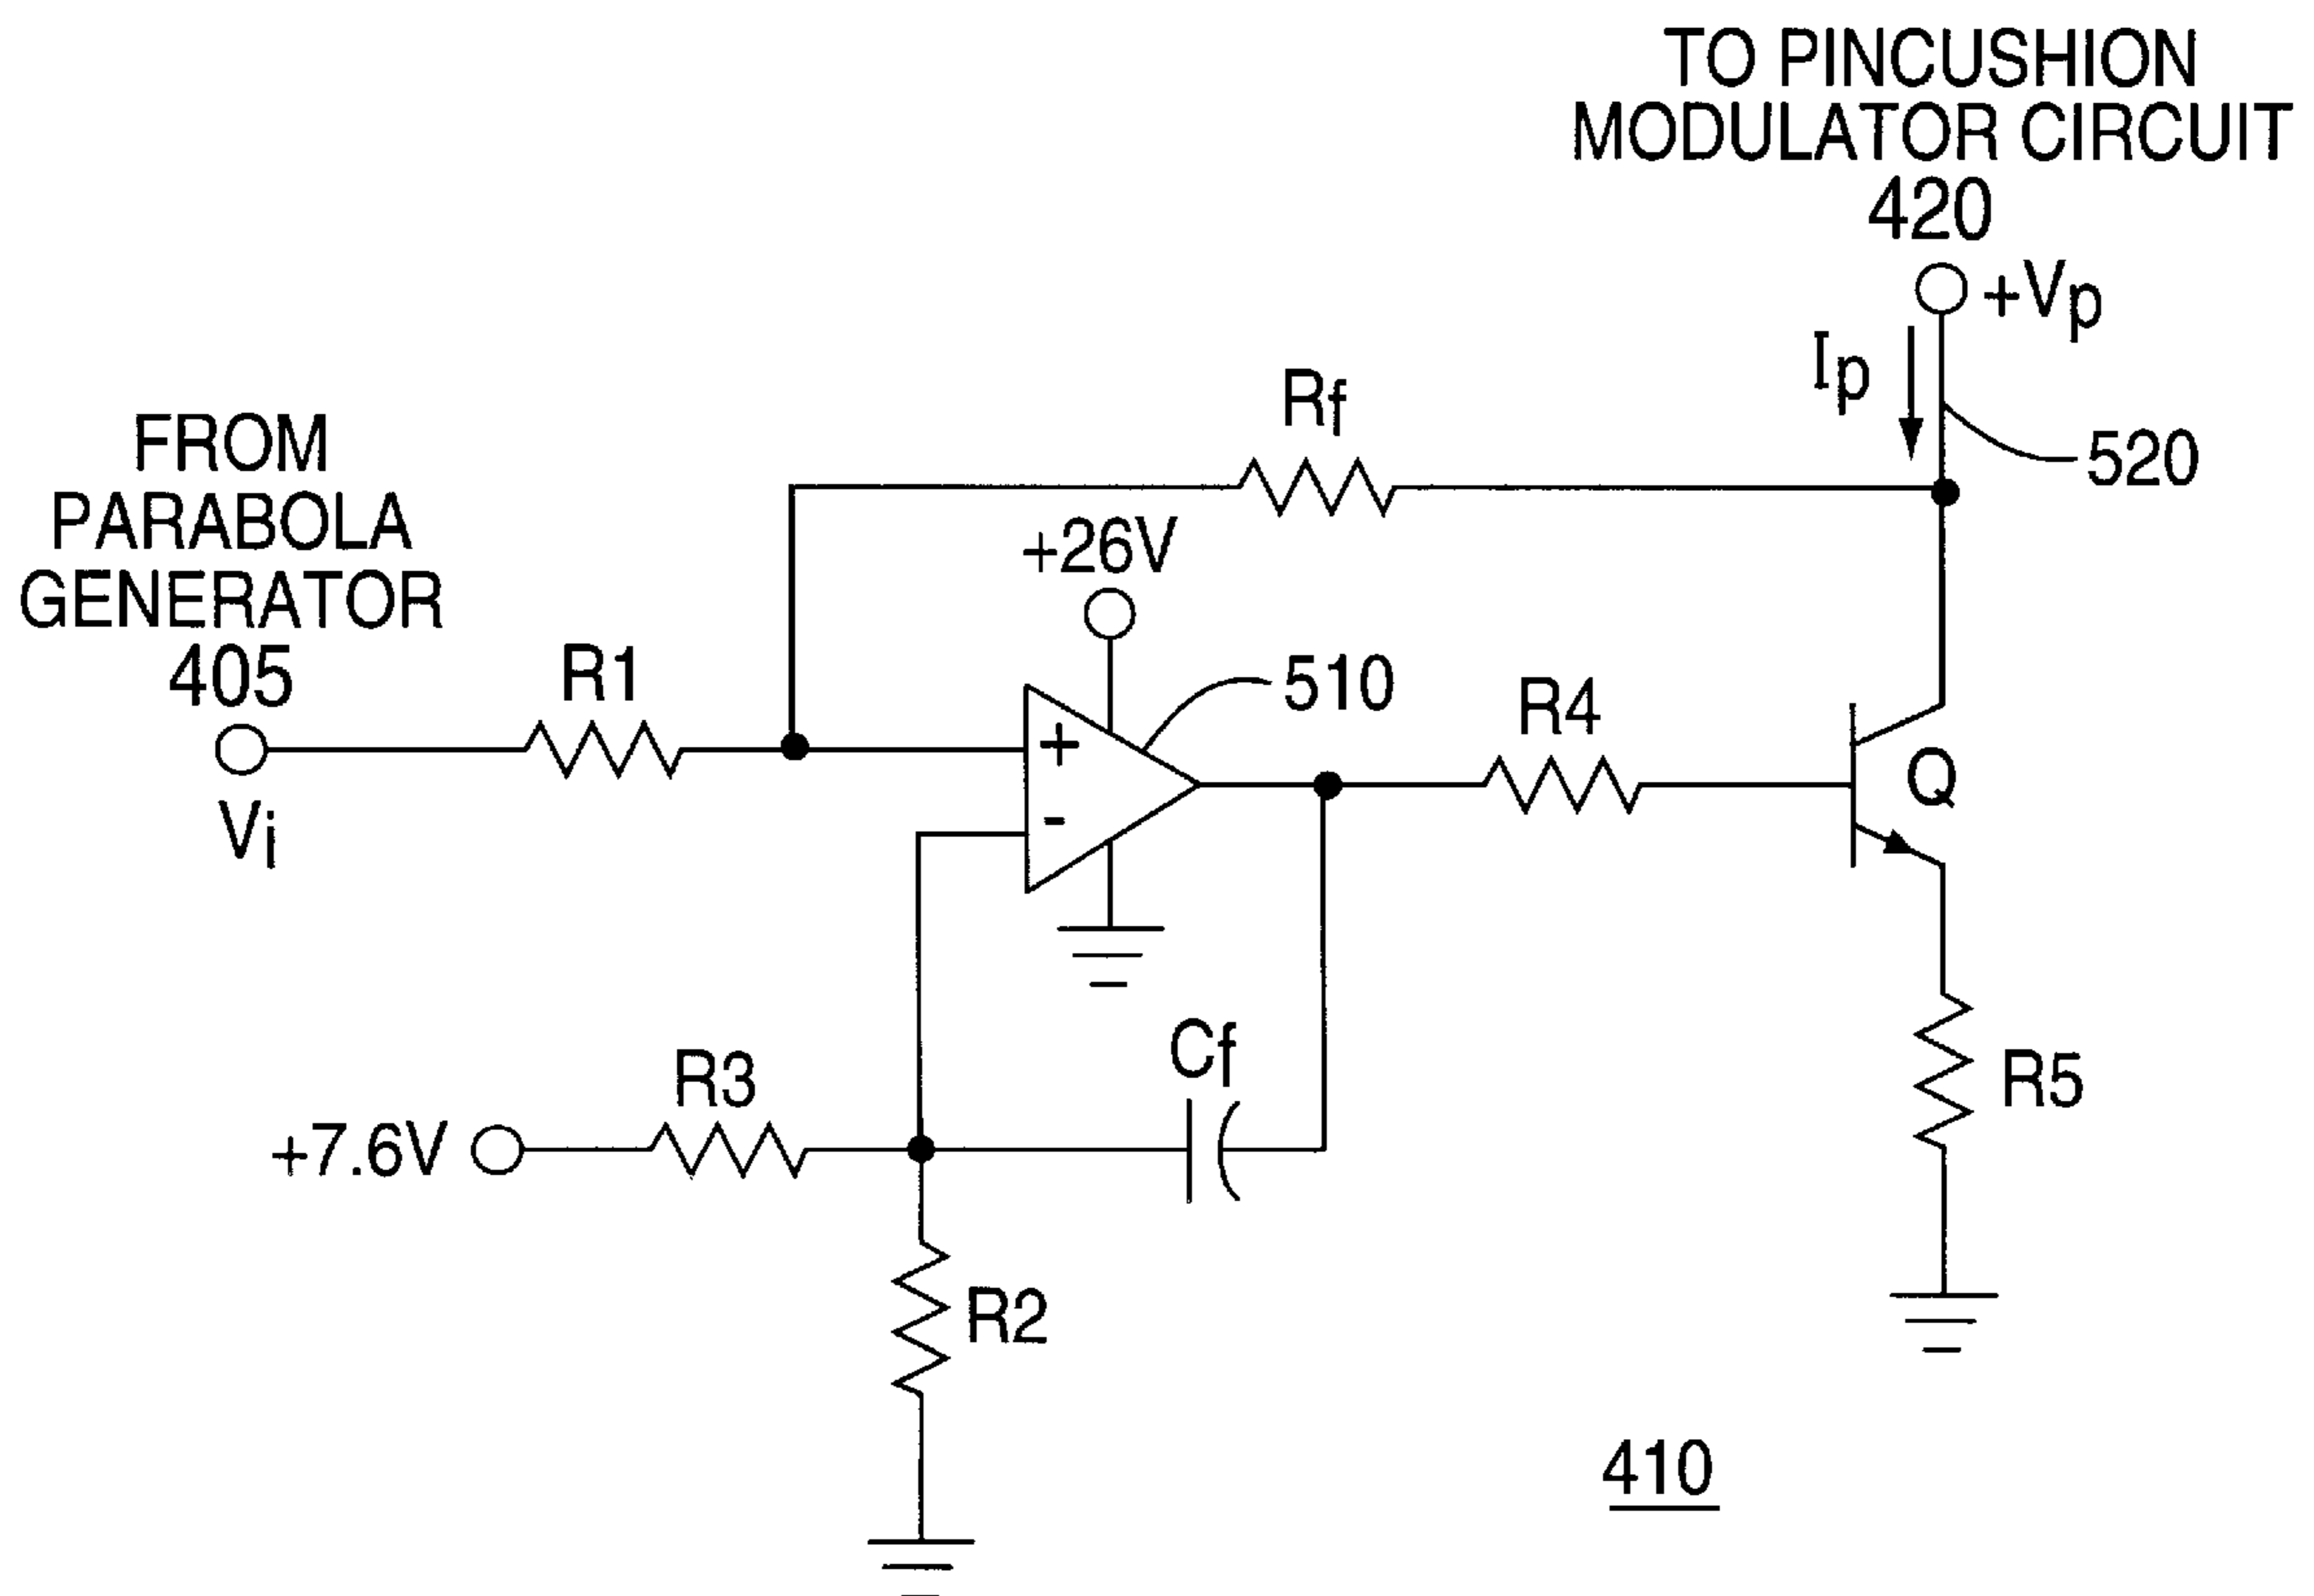 TO PINCUSHION
MODULATOR CIRCUIT
420
+Vp
Ip
520
Rf
FROM
PARABOLA
GENERATOR
405
Vi
R1
+26V
510
+
-
R4
Q
Cf
R3
+7.6V
R5
R2
410